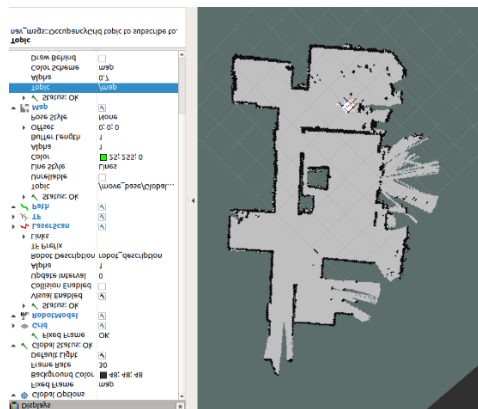 Displays
Global Options
Fixed Frame map
Background Color 48; 48; 48
Frame Rate 30
Default Light
Global Status: Ok
Fixed Frame OK
Grid
RobotModel
Status: Ok
Visual Enabled
Collision Enabled
Update Interval 0
Alpha 1
Robot Description robot_description
TF Prefix
Links
LaserScan
TF
Path
Status: Ok
Topic /move_base/Global...
Unreliable
Line Style Lines
Color 25; 255; 0
Alpha 1
Buffer Length 1
Offset 0; 0; 0
Pose Style None
Map
Status: Ok
Topic /map
Alpha 0.7
Color Scheme map
Draw Behind
Topic
nav_msgs::OccupancyGrid topic to subscribe to.